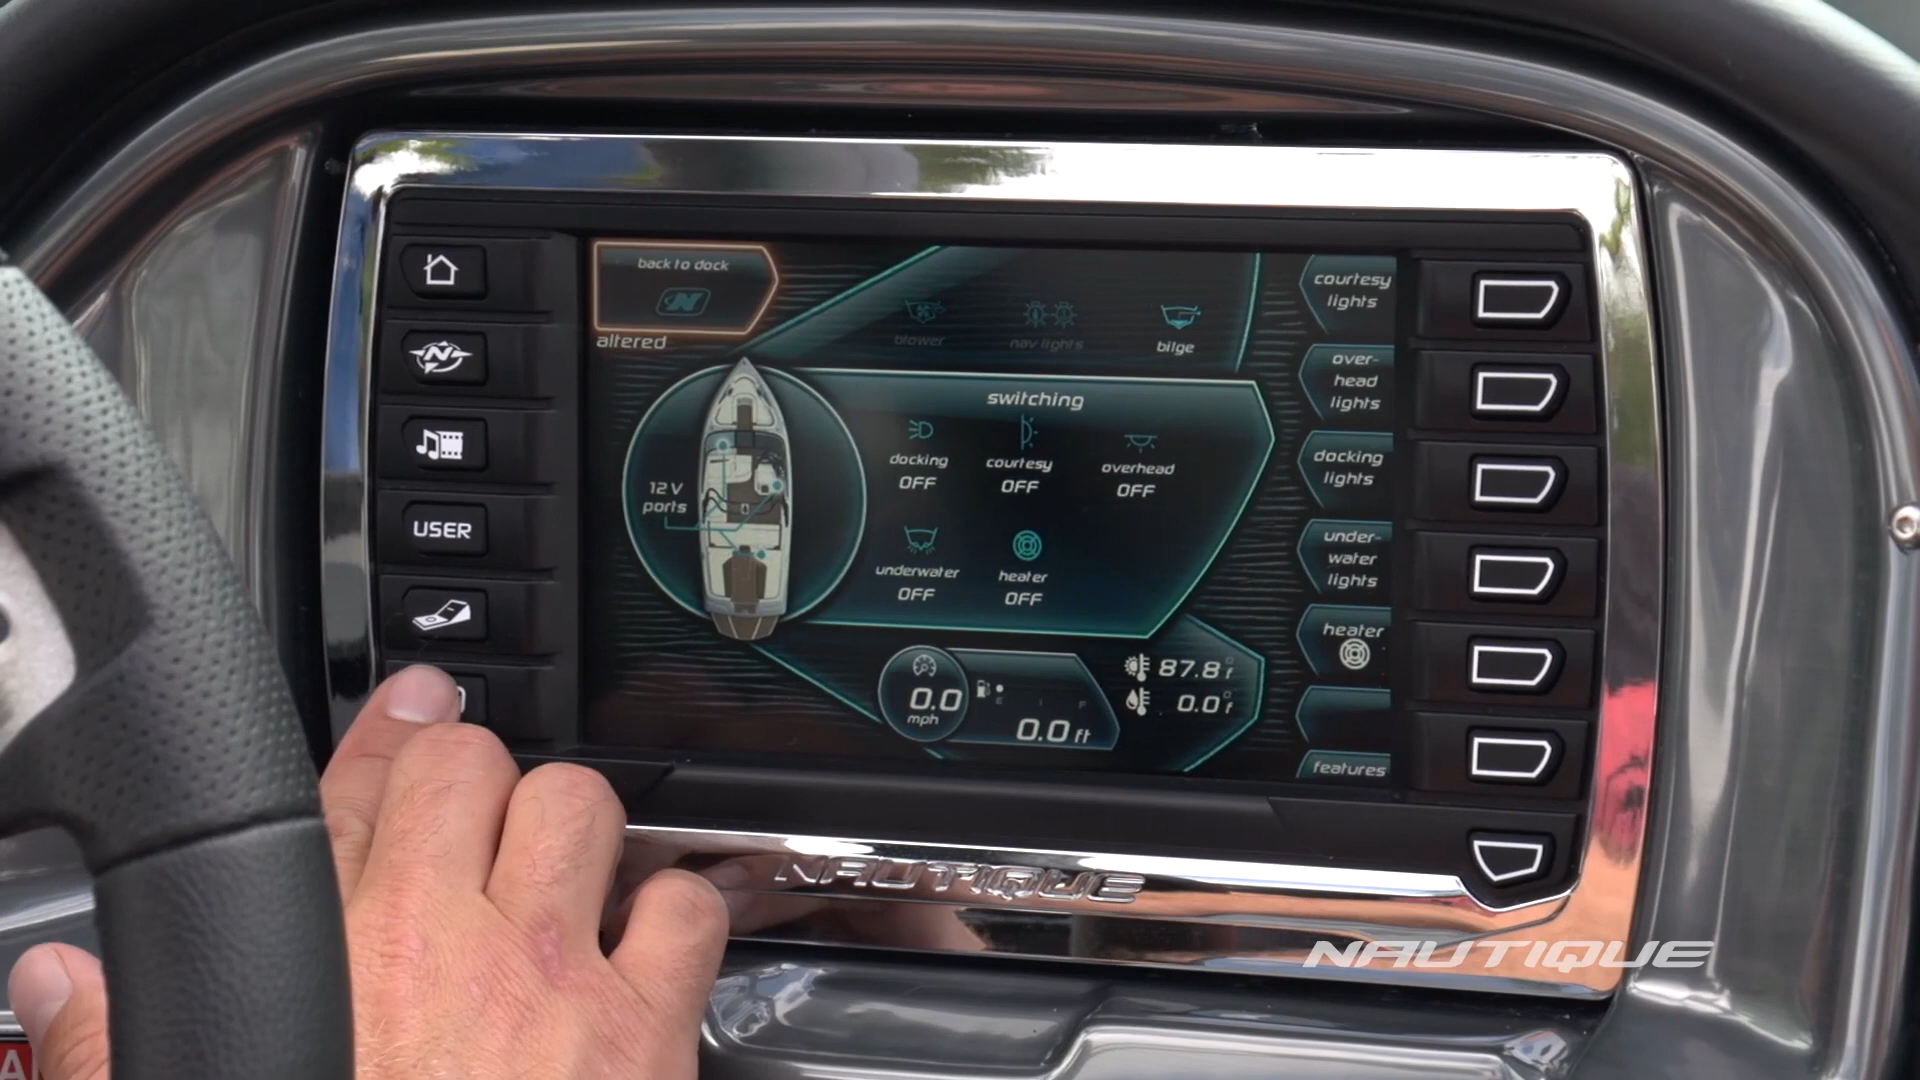 back to dock
N
altered
blower
nav lights
bilge
switching
docking
OFF
courtesy
OFF
overhead
OFF
underwater
OFF
heater
OFF
12 V
ports
0.0
mph
E
F
0.0 ft
87.8°f
0.0°f
courtesy
lights
over-
head
lights
docking
lights
under-
water
lights
heater
features
N
USER
NAUTIQUE
NAUTIQUE
A